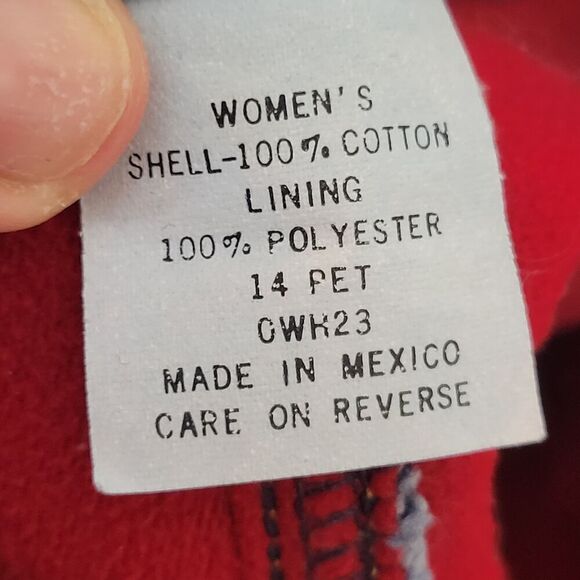 WOMEN'S
SHELL-100% COTTON
LINING
100% POLYESTER
14 PET
CWH23
MADE IN MEXICO
CARE ON REVERSE